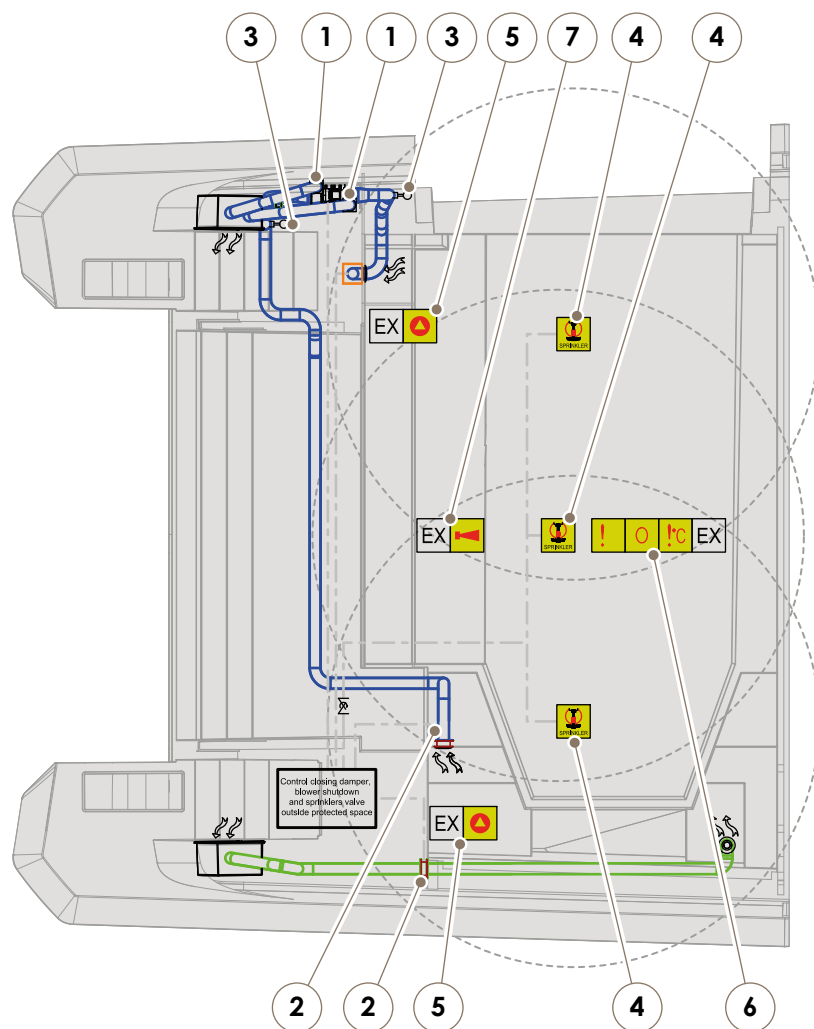 3 1 1 3 5 7 4 4
EX
SPRINKLER
EX
SPRINKLER
! O !°C EX
SPRINKLER
Control closing damper,
blower shutdown
and sprinklers valve
outside protected space
EX
2 2 5 4 6